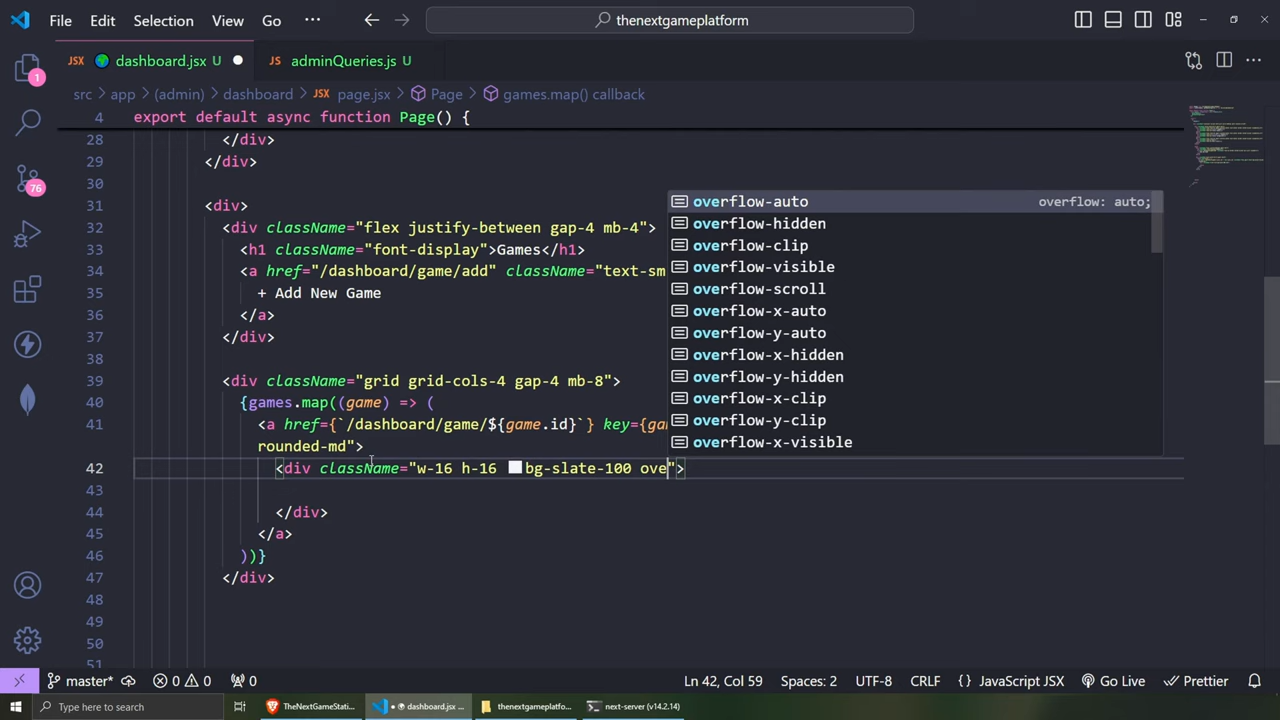 File Edit Selection View Go ··· thenextgameplatform
JSX dashboard.jsx U ● JS adminQueries.js U
src > app > (admin) > dashboard > JSX page.jsx > Page > games.map() callback
4 export default async function Page() {
28 </div>
29 </div>
30
31 <div>
32 <div className="flex justify-between gap-4 mb-4">
33 <h1 className="font-display">Games</h1>
34 <a href="/dashboard/game/add" className="text-sm
35 + Add New Game
36 </a>
37 </div>
38
39 <div className="grid grid-cols-4 gap-4 mb-8">
40 {games.map((game) => (
41 <a href={`/dashboard/game/${game.id}`} key={ga
rounded-md">
42 <div className="w-16 h-16 bg-slate-100 ove">
43
44 </div>
45 </a>
46 ))}
47 </div>
48
49
50
51
overflow-auto overflow: auto;
overflow-hidden
overflow-clip
overflow-visible
overflow-scroll
overflow-x-auto
overflow-y-auto
overflow-x-hidden
overflow-y-hidden
overflow-x-clip
overflow-y-clip
overflow-x-visible
1
76
master* 0 0 0 Ln 42, Col 59 Spaces: 2 UTF-8 CRLF {} JavaScript JSX Go Live Prettier
Type here to search TheNextGameStati... dashboard.jsx ... thenextgameplatfo... next-server (v14.2.14)